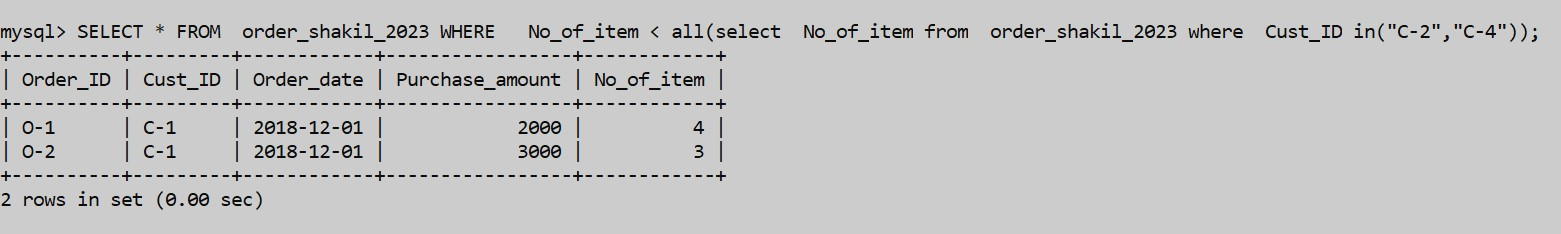 mysql> SELECT * FROM  order_shakil_2023 WHERE   No_of_item < all(select  No_of_item from  order_shakil_2023 where  Cust_ID in("C-2","C-4"));
+----------+---------+------------+-----------------+------------+
| Order_ID | Cust_ID | Order_date | Purchase_amount | No_of_item |
+----------+---------+------------+-----------------+------------+
| O-1      | C-1     | 2018-12-01 |            2000 |          4 |
| O-2      | C-1     | 2018-12-01 |            3000 |          3 |
+----------+---------+------------+-----------------+------------+
2 rows in set (0.00 sec)